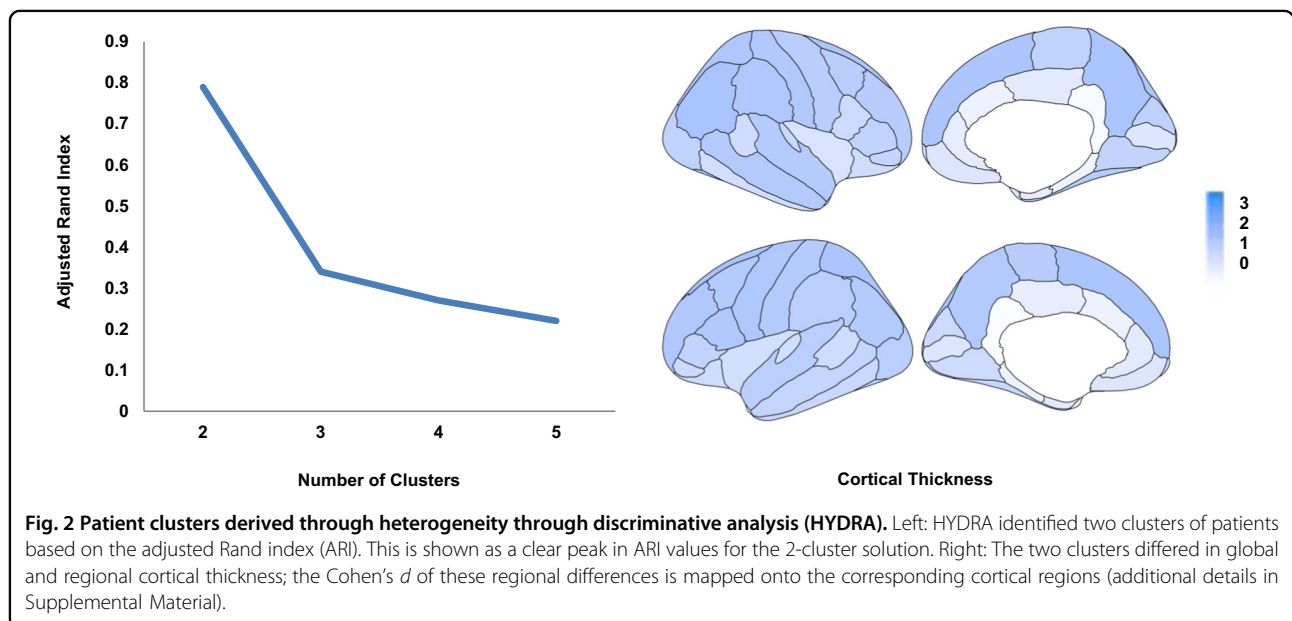 0.9
0.8
0.7
0.6
0.5
0.4
0.3
0.2
0.1
0
Adjusted Rand Index
2 3 4 5
Number of Clusters
3
2
1
0
Cortical Thickness
Fig. 2 Patient clusters derived through heterogeneity through discriminative analysis (HYDRA). Left: HYDRA identified two clusters of patients
based on the adjusted Rand index (ARI). This is shown as a clear peak in ARI values for the 2-cluster solution. Right: The two clusters differed in global
and regional cortical thickness; the Cohen's d of these regional differences is mapped onto the corresponding cortical regions (additional details in
Supplemental Material).